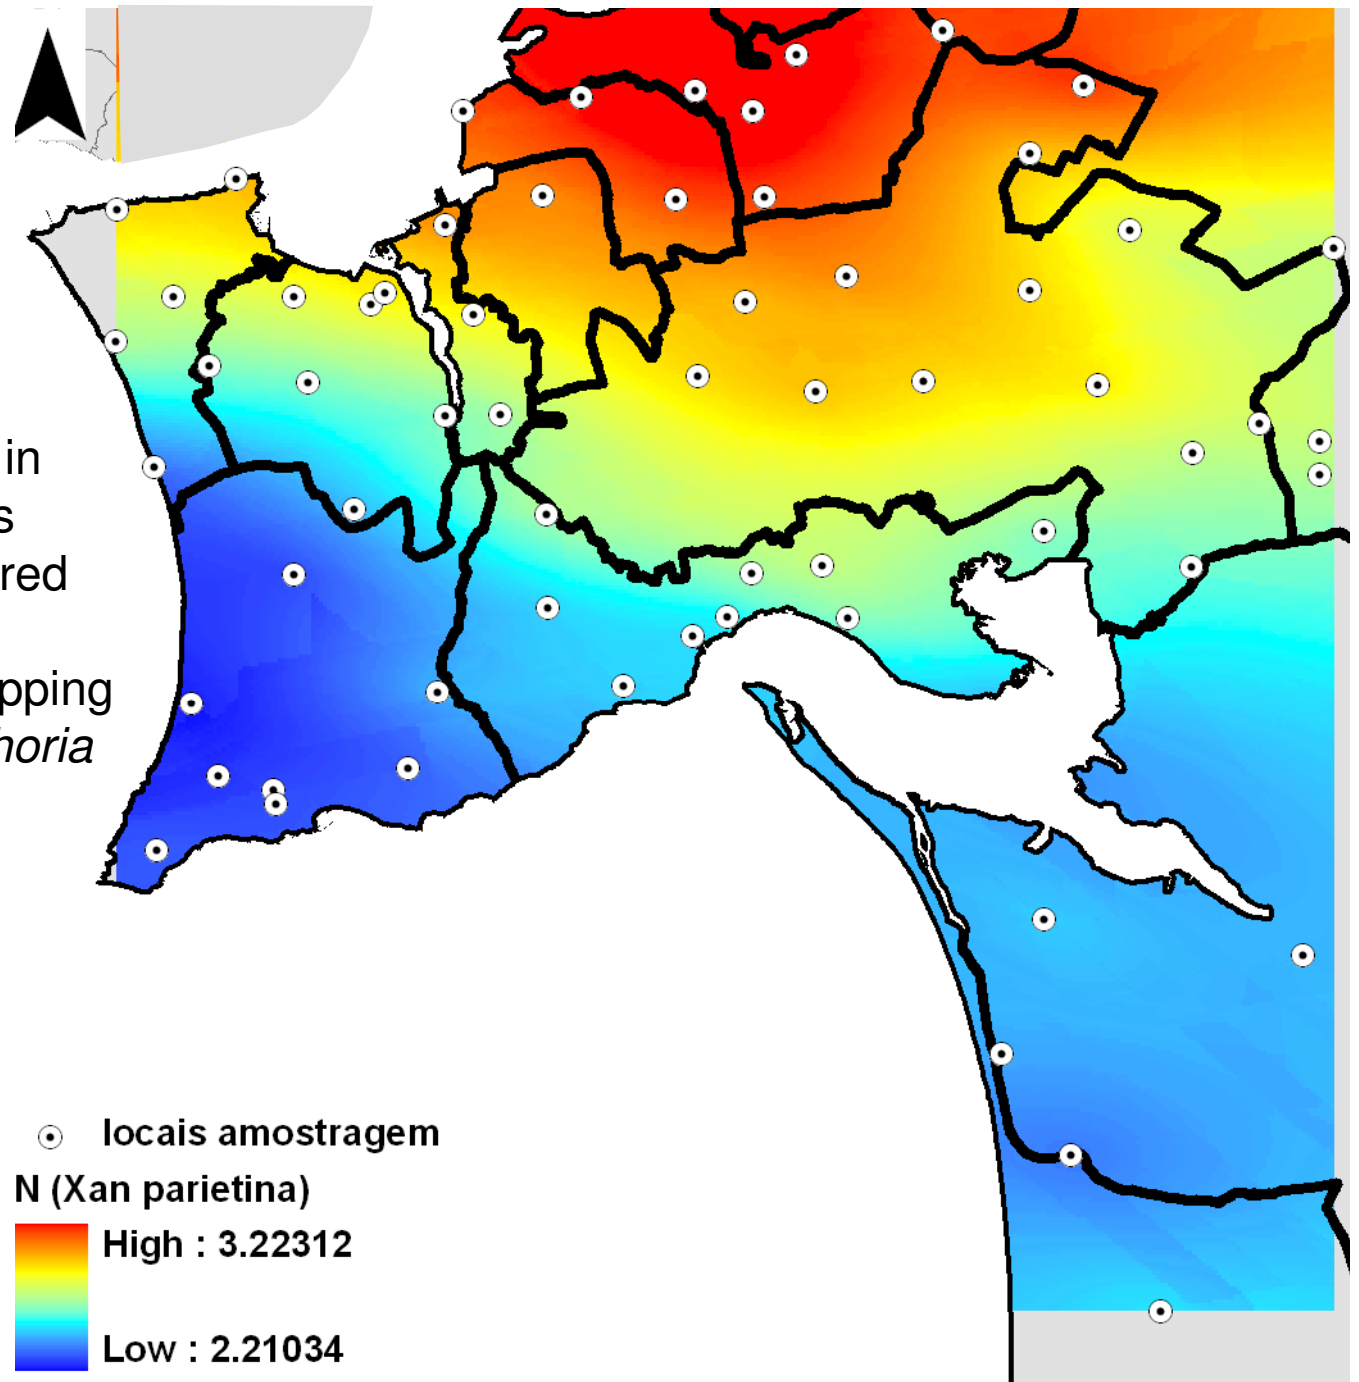 in
s
red
pping
horia
locais amostragem
N (Xan parietina)
High : 3.22312
Low : 2.21034